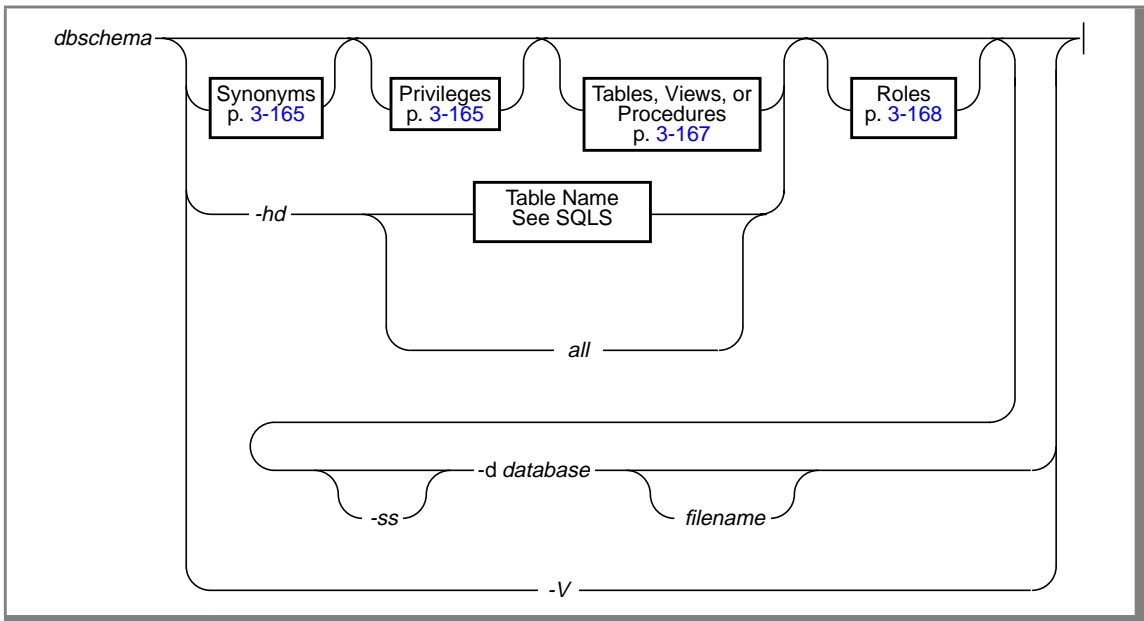 dbschema
Synonyms
p. 3-165
Privileges
p. 3-165
Tables, Views, or
Procedures
p. 3-167
Roles
p. 3-168
-hd
Table Name
See SQLS
all
-d database
-ss
filename
-V